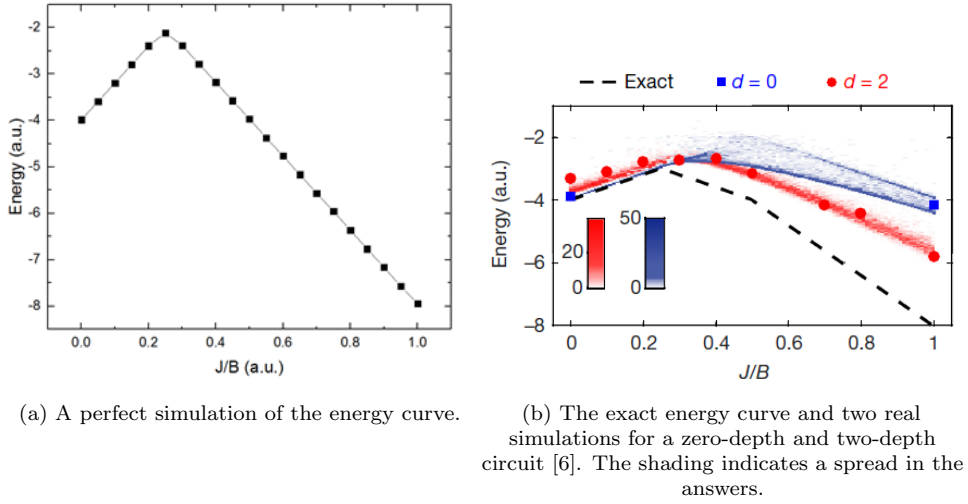 -2
-3
-4
-5
-6
-7
-8
Energy (a.u.)
0.0 0.2 0.4 0.6 0.8 1.0
J/B (a.u.)
(a) A perfect simulation of the energy curve.
Exact d = 0 d = 2
−2
−4
−6
−8
Energy (a.u.)
20
0
50
0
0 0.2 0.4 0.6 0.8 1
J/B
(b) The exact energy curve and two real
simulations for a zero-depth and two-depth
circuit [6]. The shading indicates a spread in the
answers.